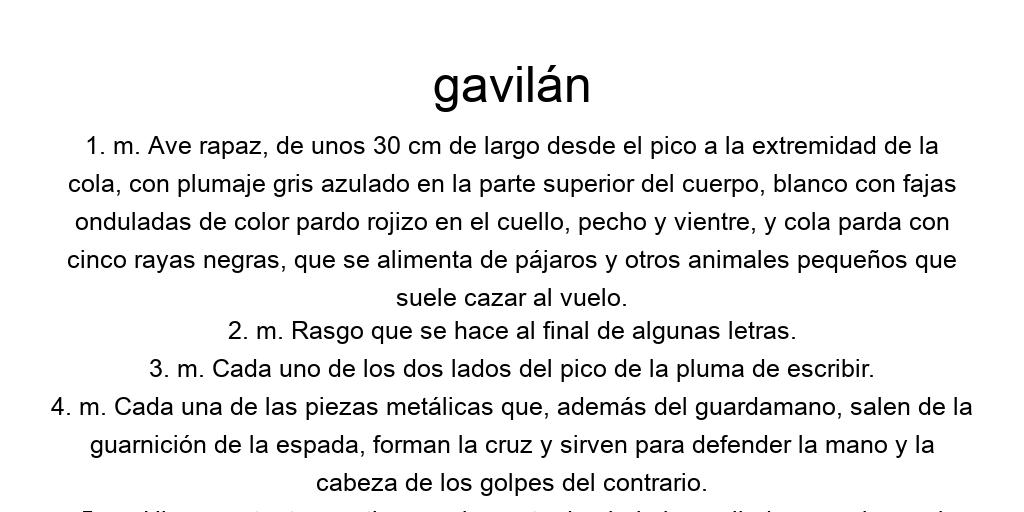 gavilán
1. m. Ave rapaz, de unos 30 cm de largo desde el pico a la extremidad de la
cola, con plumaje gris azulado en la parte superior del cuerpo, blanco con fajas
onduladas de color pardo rojizo en el cuello, pecho y vientre, y cola parda con
cinco rayas negras, que se alimenta de pájaros y otros animales pequeños que
suele cazar al vuelo.
2. m. Rasgo que se hace al final de algunas letras.
3. m. Cada uno de los dos lados del pico de la pluma de escribir.
4. m. Cada una de las piezas metálicas que, además del guardamano, salen de la
guarnición de la espada, forman la cruz y sirven para defender la mano y la
cabeza de los golpes del contrario.